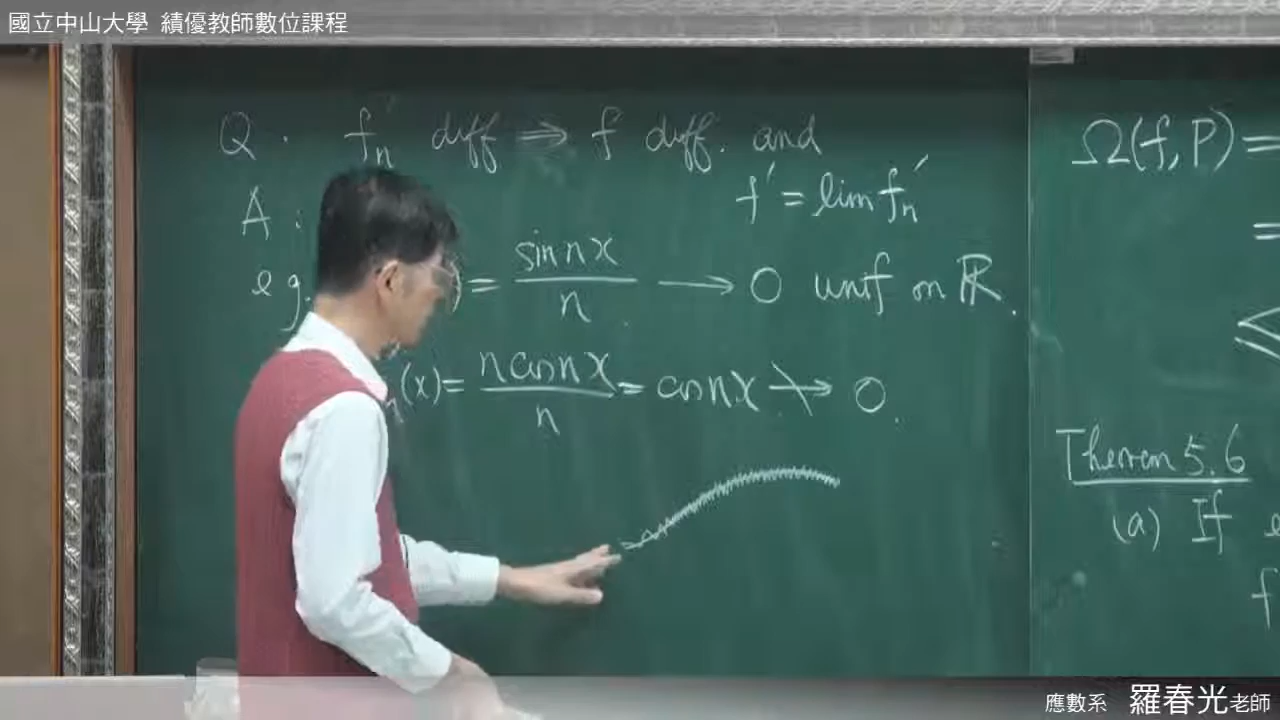 國立中山大學 績優教師數位課程
Q. fn' diff ⇒ f diff. and
f' = lim fn'
A:
eg. ) = sin nx / n → 0 unif on ℝ.
n(x) = n cos nx / n = cos nx ↛ 0.
Ω(f,P) =
=
<
Theorem 5.6
(a) If
f
應數系 羅春光老師